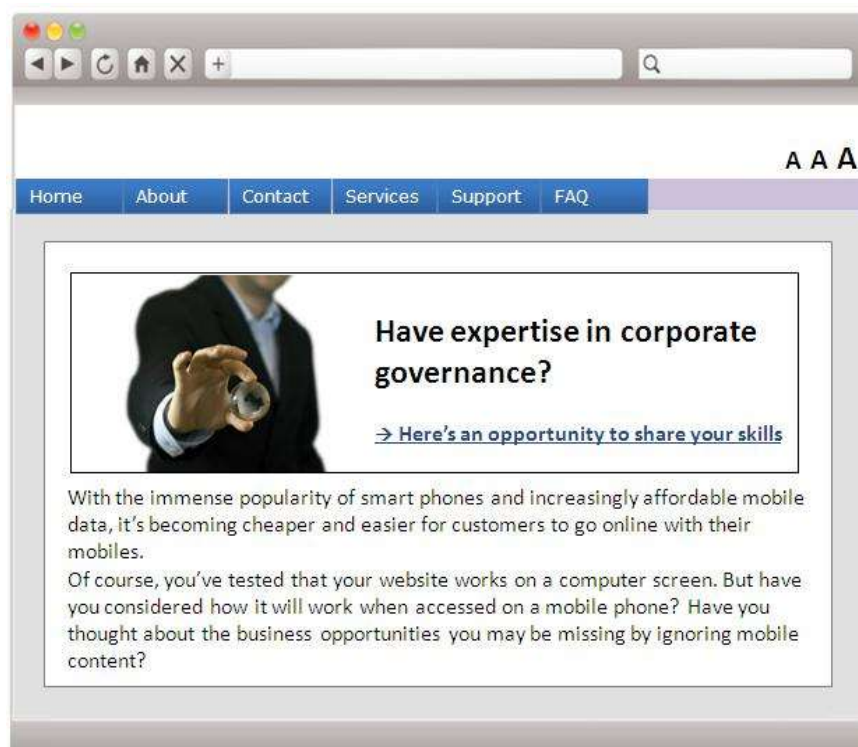 A A A
Home About Contact Services Support FAQ
Have expertise in corporate
governance?
→ Here's an opportunity to share your skills
With the immense popularity of smart phones and increasingly affordable mobile
data, it's becoming cheaper and easier for customers to go online with their
mobiles.
Of course, you've tested that your website works on a computer screen. But have
you considered how it will work when accessed on a mobile phone? Have you
thought about the business opportunities you may be missing by ignoring mobile
content?